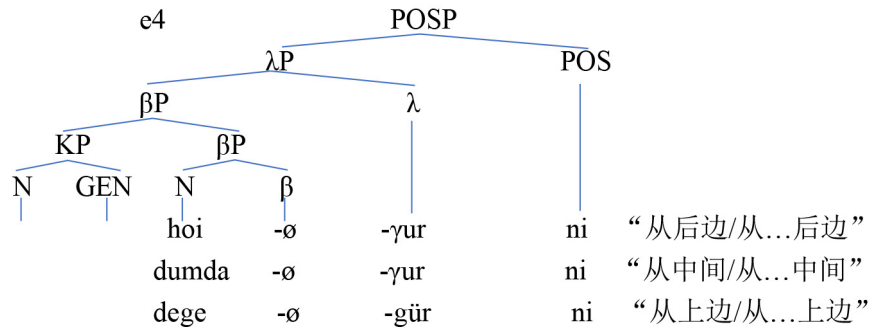 e4 POSP
λP POS
βP λ
KP βP
N GEN N β
hoi -ø -γur ni “从后边/从…后边”
dumda -ø -γur ni “从中间/从…中间”
dege -ø -gür ni “从上边/从…上边”